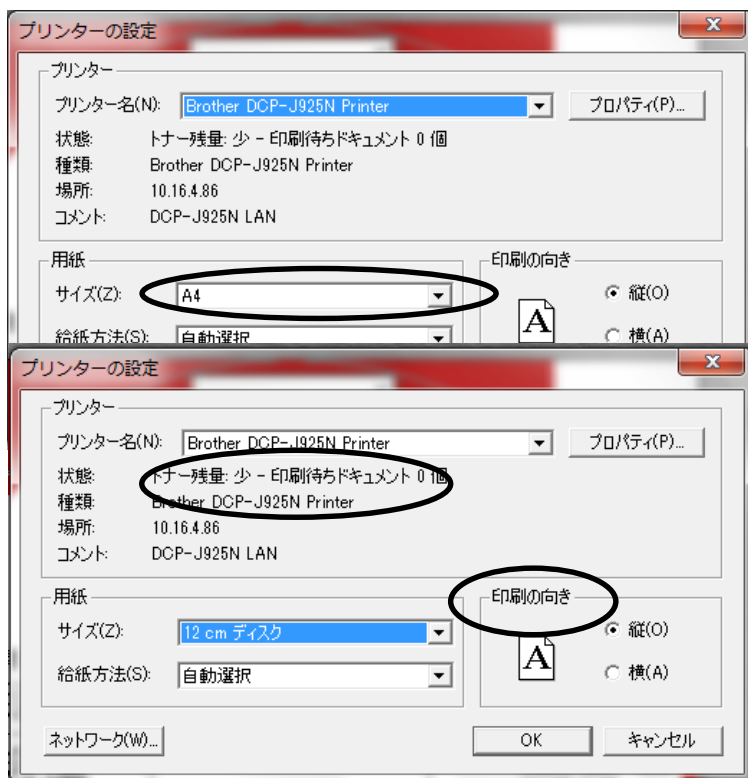 プリンターの設定
プリンター
プリンター名(N): Brother DCP-J925N Printer プロパティ(P)...
状態: トナー残量: 少 - 印刷待ちドキュメント 0 個
種類: Brother DCP-J925N Printer
場所: 10.16.4.86
コメント: DCP-J925N LAN
用紙 印刷の向き
サイズ(Z): A4 縦(O)
A
給紙方法(S): 自動選択 横(A)
プリンターの設定
プリンター
プリンター名(N): Brother DCP-J925N Printer プロパティ(P)...
状態: トナー残量: 少 - 印刷待ちドキュメント 0 個
種類: Brother DCP-J925N Printer
場所: 10.16.4.86
コメント: DCP-J925N LAN
用紙 印刷の向き
サイズ(Z): 12 cm ディスク 縦(O)
A
給紙方法(S): 自動選択 横(A)
ネットワーク(W)... OK キャンセル